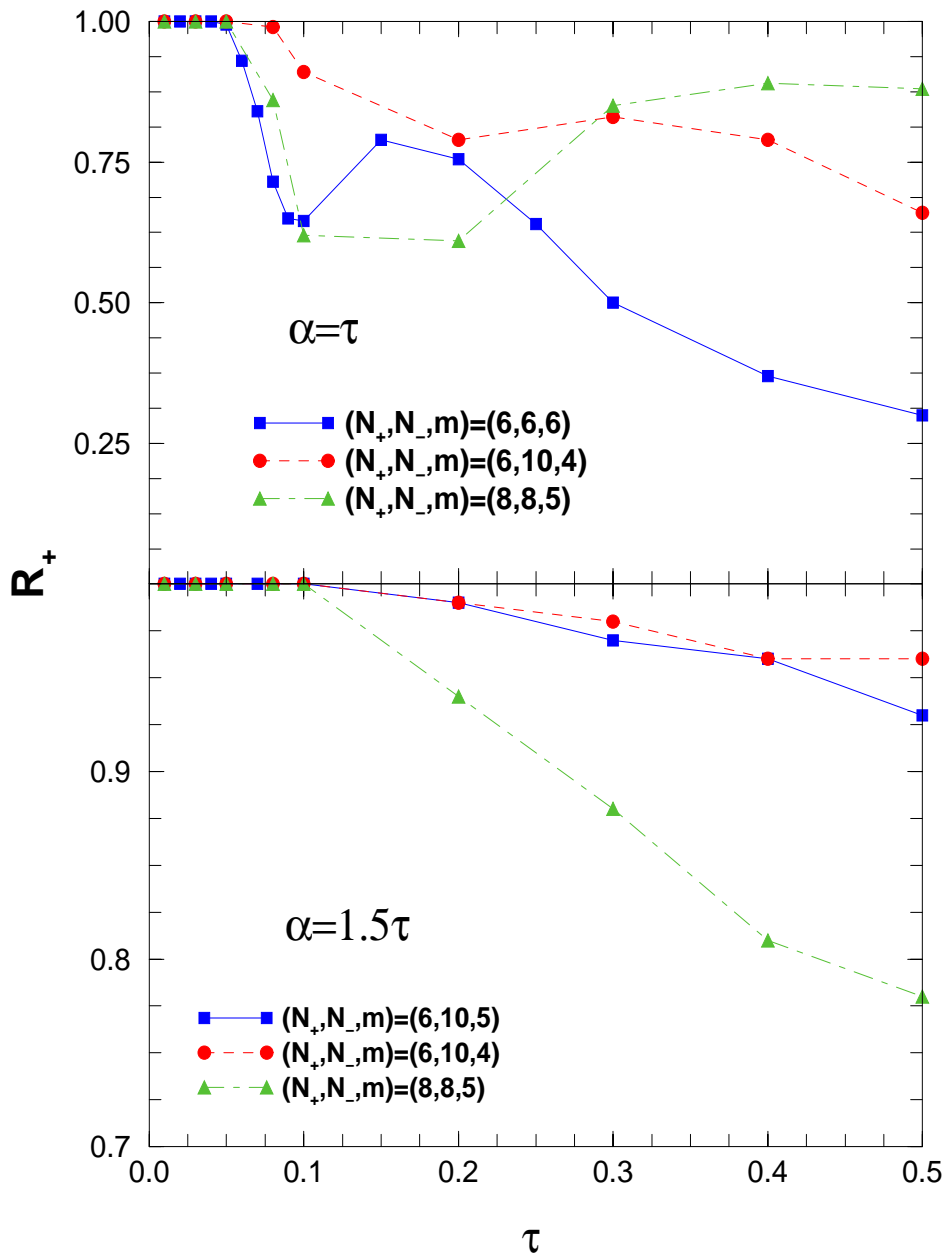 1.00
0.75
0.50
0.25
α=τ
(N₊,N₋,m)=(6,6,6)
(N₊,N₋,m)=(6,10,4)
(N₊,N₋,m)=(8,8,5)
R₊
0.9
0.8
0.7
α=1.5τ
(N₊,N₋,m)=(6,10,5)
(N₊,N₋,m)=(6,10,4)
(N₊,N₋,m)=(8,8,5)
0.0 0.1 0.2 0.3 0.4 0.5
τ